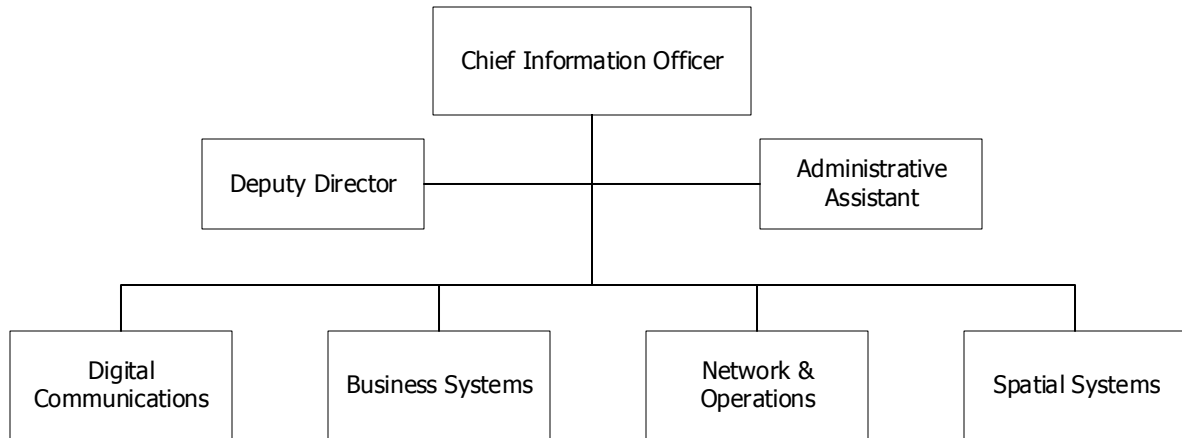 Chief Information Officer
Deputy Director
Administrative
Assistant
Digital
Communications
Business Systems
Network &
Operations
Spatial Systems